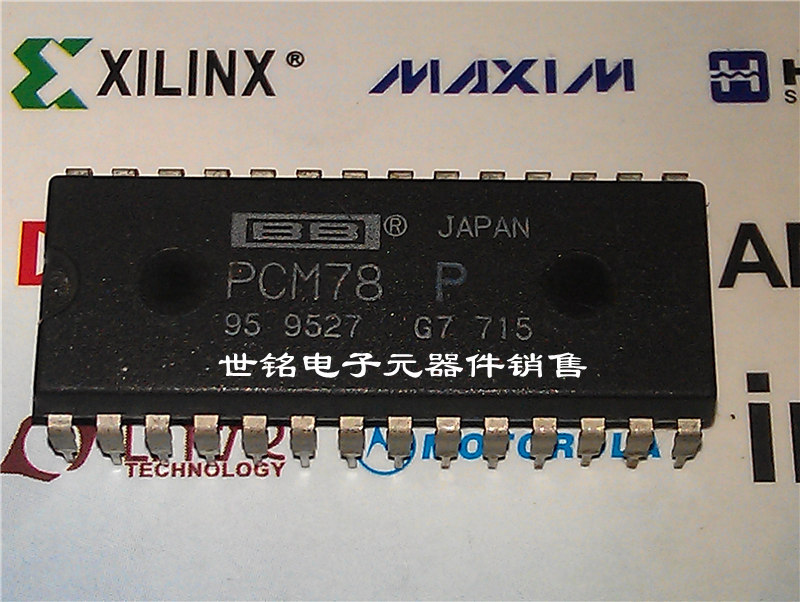 XILINX®
MAXIM
H
S
BB® JAPAN
PCM78 P
95 9527 G7 715
世铭电子元器件销售
TECHNOLOGY
MOTOROLA